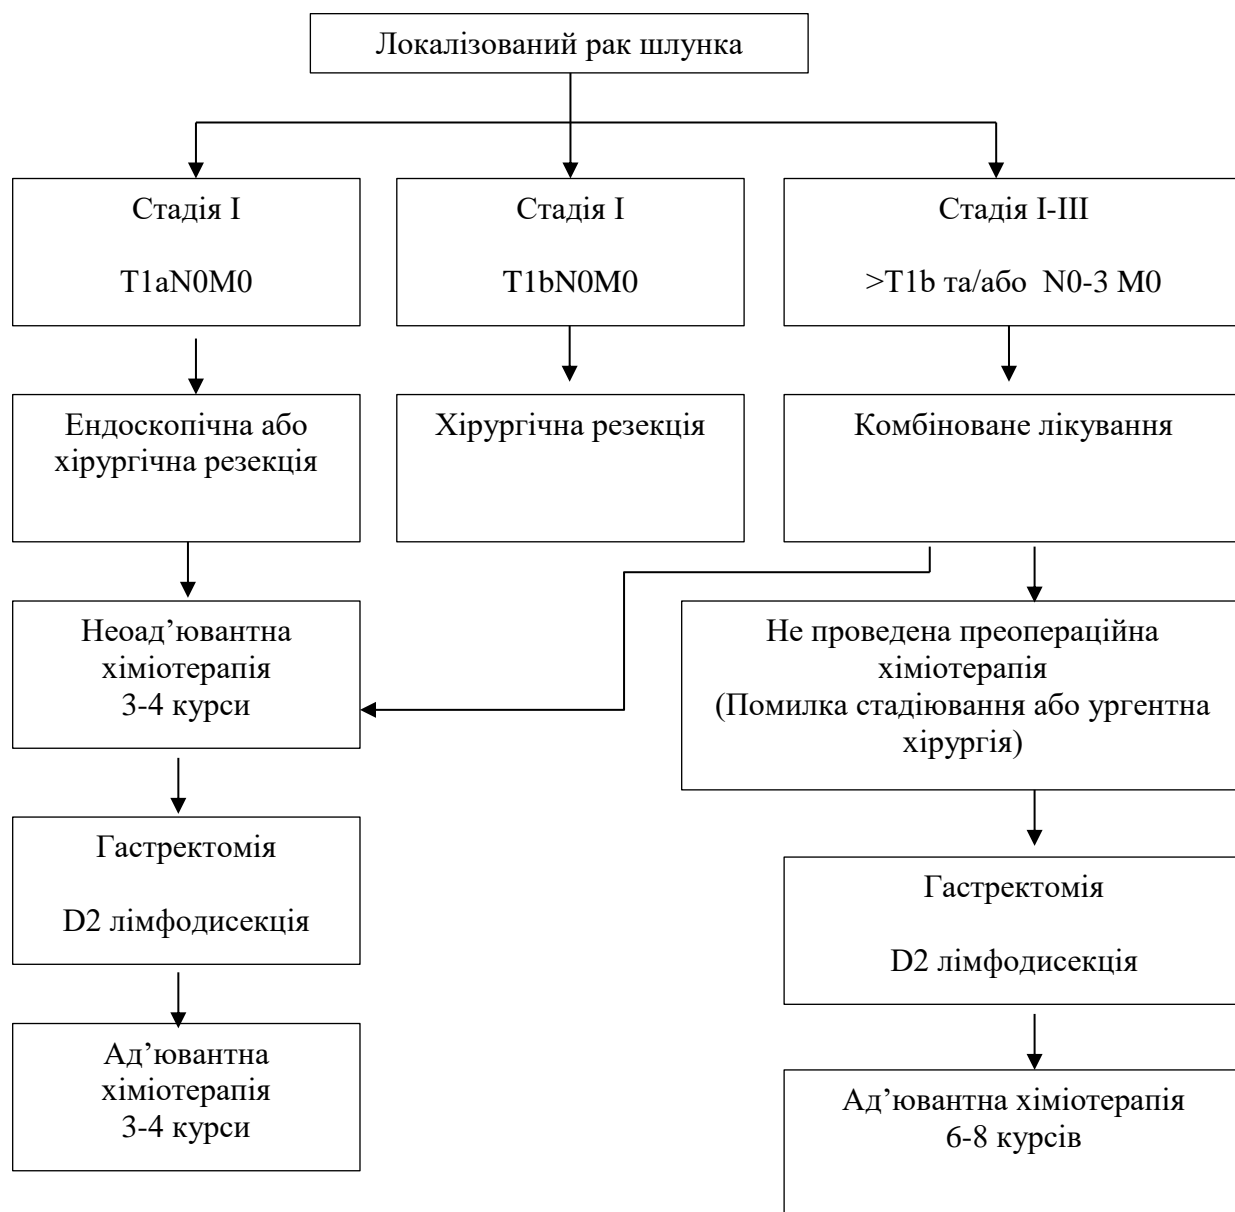 Локалізований рак шлунка
Стадія I
T1aN0M0
Стадія I
T1bN0M0
Стадія I-III
>T1b та/або N0-3 M0
Ендоскопічна або
хірургічна резекція
Хірургічна резекція
Комбіноване лікування
Неоад’ювантна
хіміотерапія
3-4 курси
Не проведена преопераційна
хіміотерапія
(Помилка стадіювання або ургентна
хірургія)
Гастректомія
D2 лімфодисекція
Гастректомія
D2 лімфодисекція
Ад’ювантна
хіміотерапія
3-4 курси
Ад’ювантна хіміотерапія
6-8 курсів